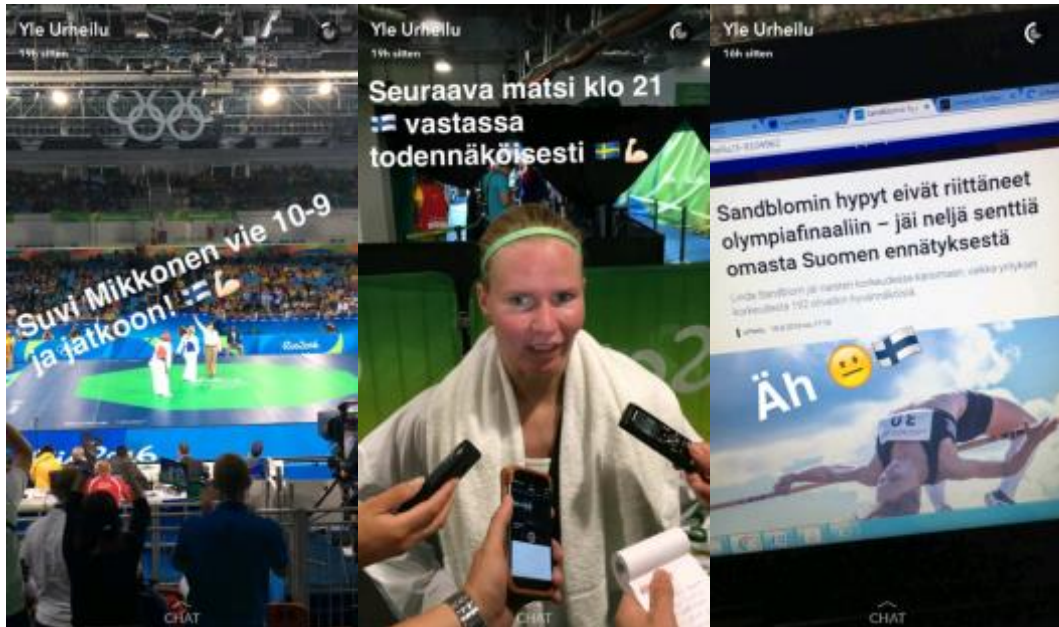 Yle Urheilu
19h sitten
Suvi Mikkonen vie 10-9
ja jatkoon!
Rio2016
CHAT
Yle Urheilu
19h sitten
Seuraava matsi klo 21
vastassa
todennäköisesti
CHAT
Yle Urheilu
16h sitten
Sandblomin hypyt eivät riittäneet
olympiafinaaliin – jäi neljä senttiä
omasta Suomen ennätyksestä
Äh
CHAT